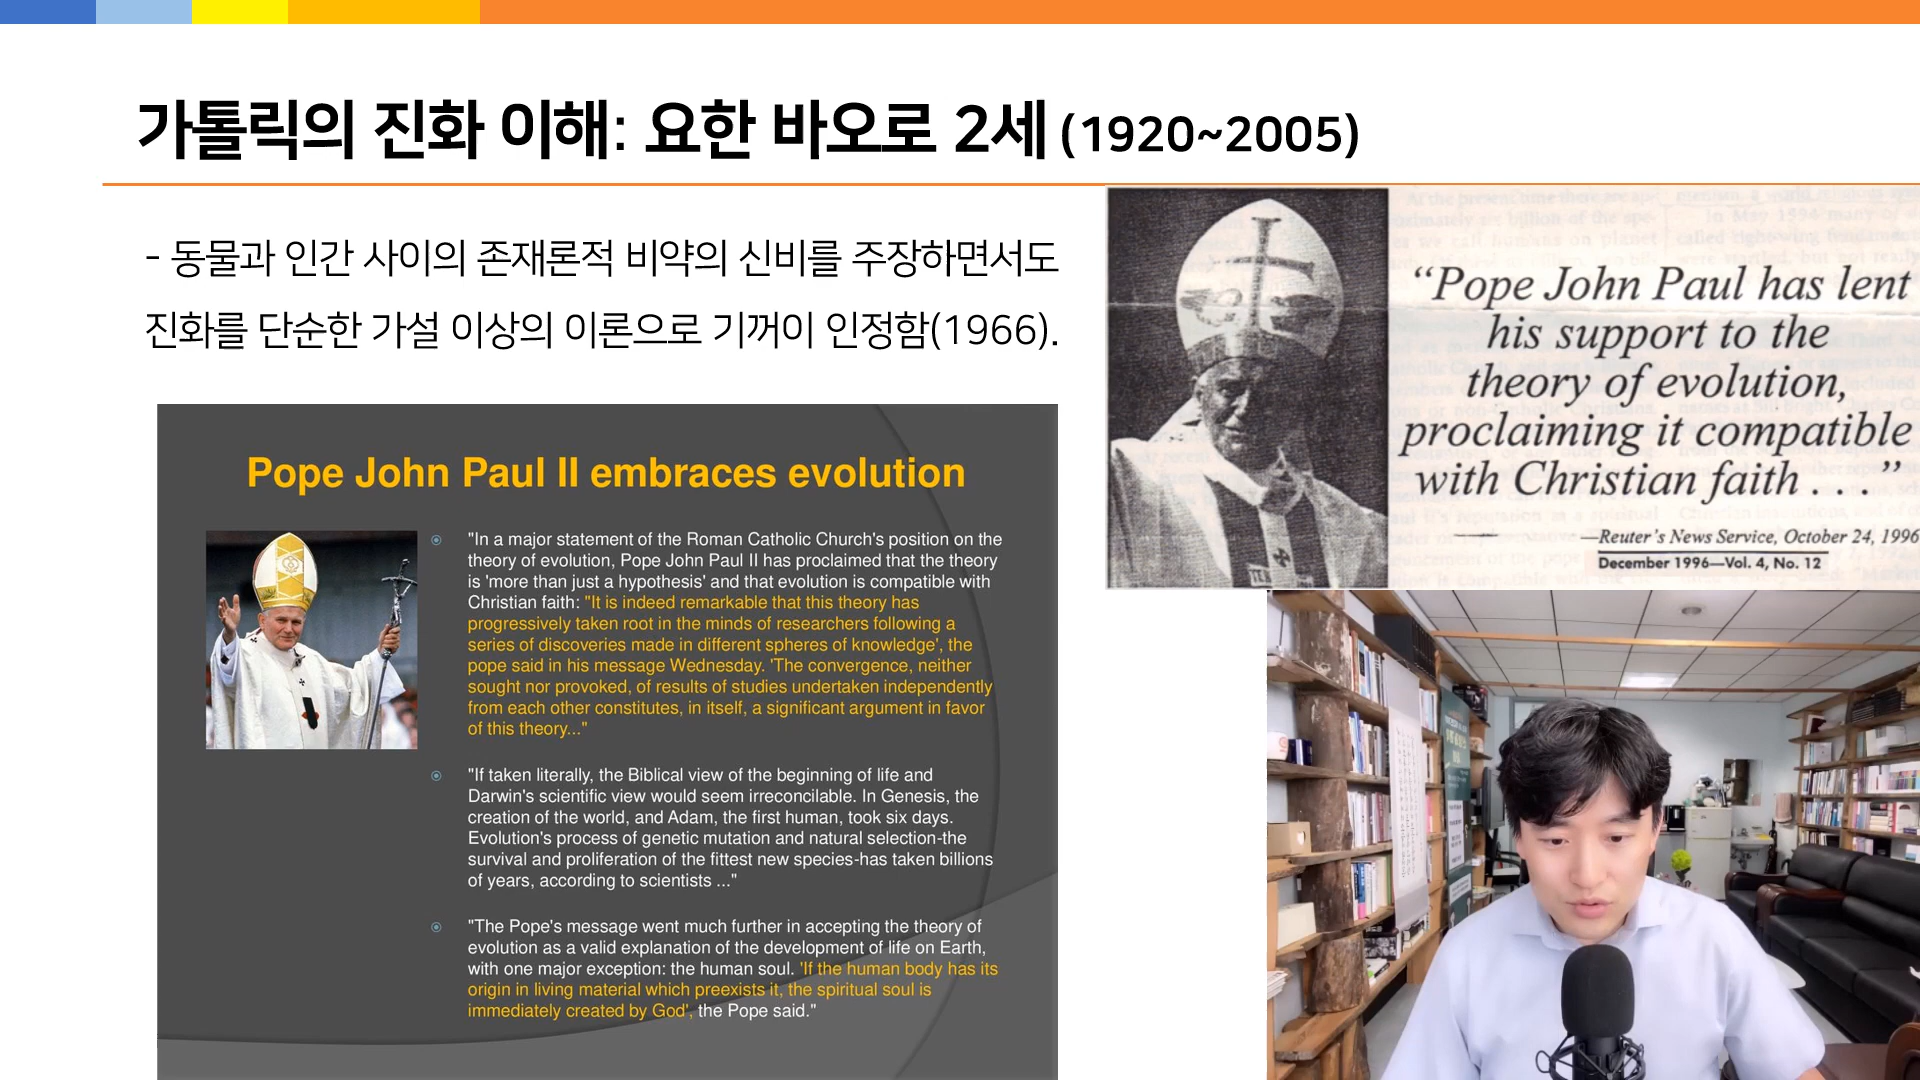 가톨릭의 진화 이해: 요한 바오로 2세 (1920~2005)
- 동물과 인간 사이의 존재론적 비약의 신비를 주장하면서도
진화를 단순한 가설 이상의 이론으로 기꺼이 인정함(1966).
“Pope John Paul has lent
his support to the
theory of evolution,
proclaiming it compatible
with Christian faith . . .”
—Reuter's News Service, October 24, 1996
December 1996—Vol. 4, No. 12
Pope John Paul II embraces evolution
"In a major statement of the Roman Catholic Church's position on the
theory of evolution, Pope John Paul II has proclaimed that the theory
is 'more than just a hypothesis' and that evolution is compatible with
Christian faith: "It is indeed remarkable that this theory has
progressively taken root in the minds of researchers following a
series of discoveries made in different spheres of knowledge', the
pope said in his message Wednesday. 'The convergence, neither
sought nor provoked, of results of studies undertaken independently
from each other constitutes, in itself, a significant argument in favor
of this theory..."
"If taken literally, the Biblical view of the beginning of life and
Darwin's scientific view would seem irreconcilable. In Genesis, the
creation of the world, and Adam, the first human, took six days.
Evolution's process of genetic mutation and natural selection-the
survival and proliferation of the fittest new species-has taken billions
of years, according to scientists ..."
"The Pope's message went much further in accepting the theory of
evolution as a valid explanation of the development of life on Earth,
with one major exception: the human soul. 'If the human body has its
origin in living material which preexists it, the spiritual soul is
immediately created by God', the Pope said."